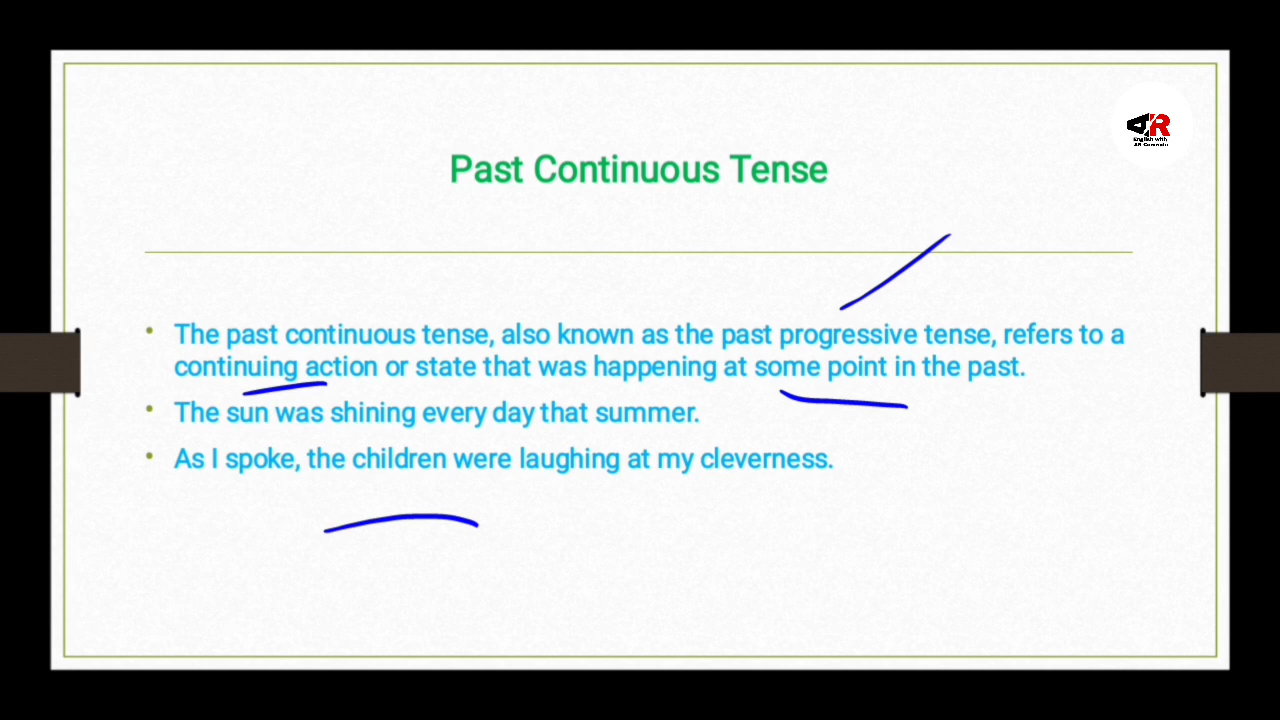 English with
Past Continuous Tense
• The past continuous tense, also known as the past progressive tense, refers to a
continuing action or state that was happening at some point in the past.
• The sun was shining every day that summer.
• As I spoke, the children were laughing at my cleverness.